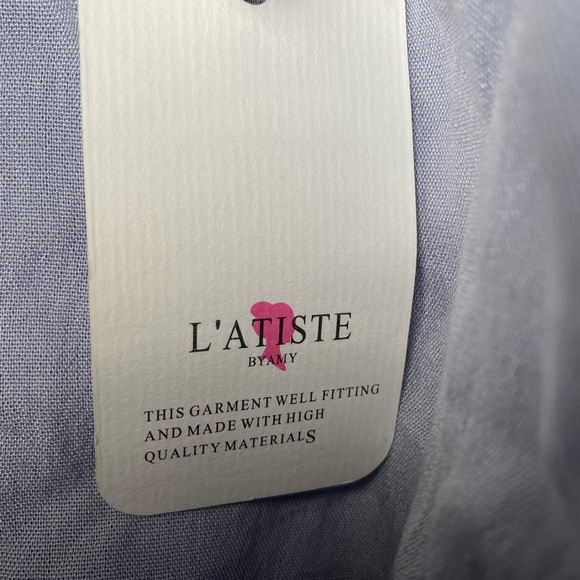 L'ATISTE
BYAMY
THIS GARMENT WELL FITTING
AND MADE WITH HIGH
QUALITY MATERIALS